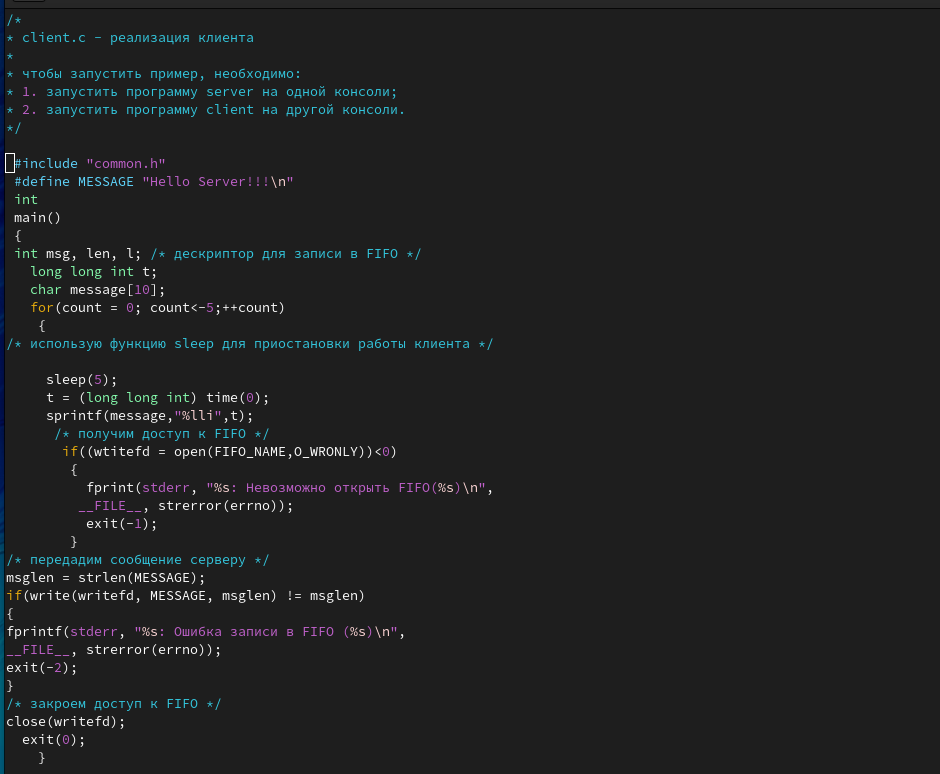 /*
* client.c - реализация клиента
*
* чтобы запустить пример, необходимо:
* 1. запустить программу server на одной консоли;
* 2. запустить программу client на другой консоли.
*/
#include "common.h"
#define MESSAGE "Hello Server!!!\n"
int
main()
{
int msg, len, l; /* дескриптор для записи в FIFO */
long long int t;
char message[10];
for(count = 0; count<-5;++count)
{
/* использую функцию sleep для приостановки работы клиента */
sleep(5);
t = (long long int) time(0);
sprintf(message,"%lli",t);
/* получим доступ к FIFO */
if((wtitefd = open(FIFO_NAME,O_WRONLY))<0)
{
fprint(stderr, "%s: Невозможно открыть FIFO(%s)\n",
__FILE__, strerror(errno));
exit(-1);
}
/* передадим сообщение серверу */
msglen = strlen(MESSAGE);
if(write(writefd, MESSAGE, msglen) != msglen)
{
fprintf(stderr, "%s: Ошибка записи в FIFO (%s)\n",
__FILE__, strerror(errno));
exit(-2);
}
/* закроем доступ к FIFO */
close(writefd);
exit(0);
}